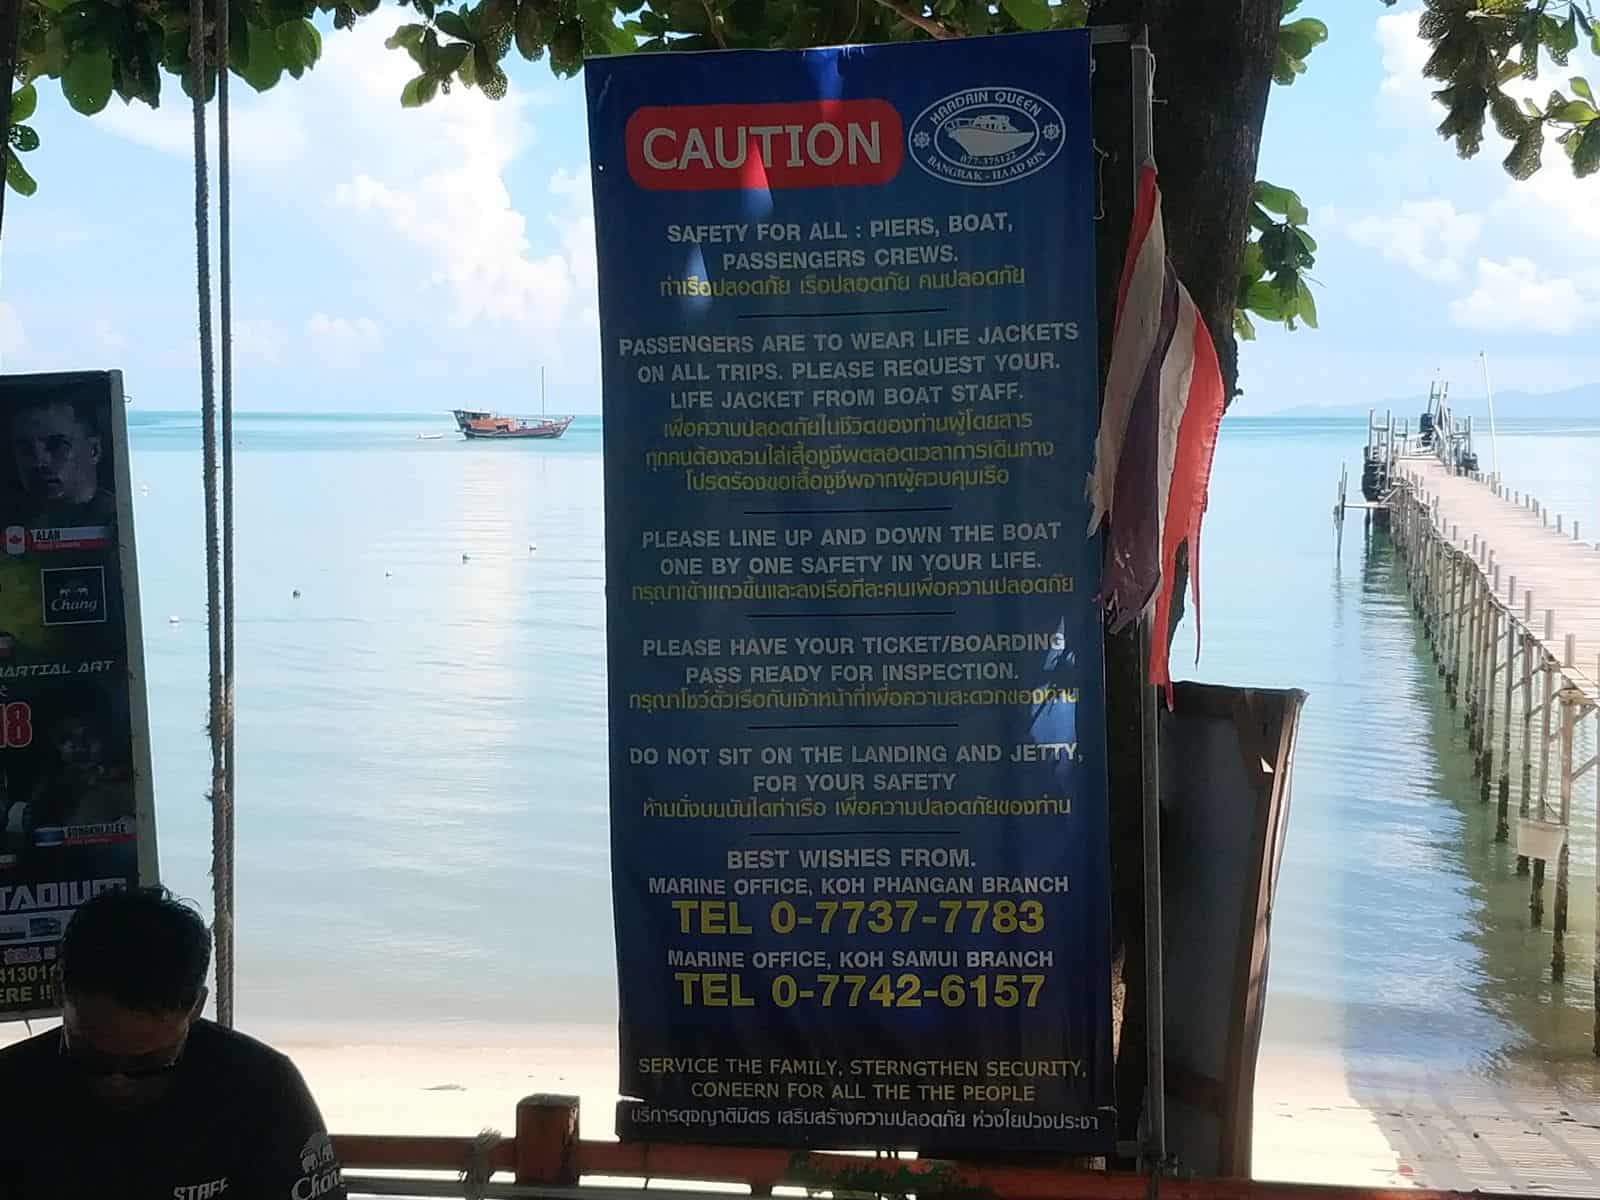 CAUTION
HAADRIN QUEEN
077-375122
BANGRAK - HAAD RIN
SAFETY FOR ALL : PIERS, BOAT,
PASSENGERS CREWS.
ท่าเรือปลอดภัย เรือปลอดภัย คนปลอดภัย
PASSENGERS ARE TO WEAR LIFE JACKETS
ON ALL TRIPS. PLEASE REQUEST YOUR.
LIFE JACKET FROM BOAT STAFF.
เพื่อความปลอดภัยในชีวิตของท่านผู้โดยสาร
ทุกคนต้องสวมใส่เสื้อชูชีพตลอดเวลาการเดินทาง
โปรดร้องขอเสื้อชูชีพจากผู้ควบคุมเรือ
PLEASE LINE UP AND DOWN THE BOAT
ONE BY ONE SAFETY IN YOUR LIFE.
กรุณาเข้าแถวขึ้นและลงเรือทีละคนเพื่อความปลอดภัย
PLEASE HAVE YOUR TICKET/BOARDING
PASS READY FOR INSPECTION.
กรุณาโชว์ตั๋วเรือกับเจ้าหน้าที่เพื่อความสะดวกของท่าน
DO NOT SIT ON THE LANDING AND JETTY,
FOR YOUR SAFETY
ห้ามนั่งบนบันไดท่าเรือ เพื่อความปลอดภัยของท่าน
BEST WISHES FROM.
MARINE OFFICE, KOH PHANGAN BRANCH
TEL 0-7737-7783
MARINE OFFICE, KOH SAMUI BRANCH
TEL 0-7742-6157
SERVICE THE FAMILY, STERNGTHEN SECURITY,
CONEERN FOR ALL THE THE PEOPLE
บริการดุจญาติมิตร เสริมสร้างความปลอดภัย ห่วงใยปวงประชา
ALAN
Chang
MARTIAL ART
18
TADIUM
41301
ERE !!
STAFF
Chang